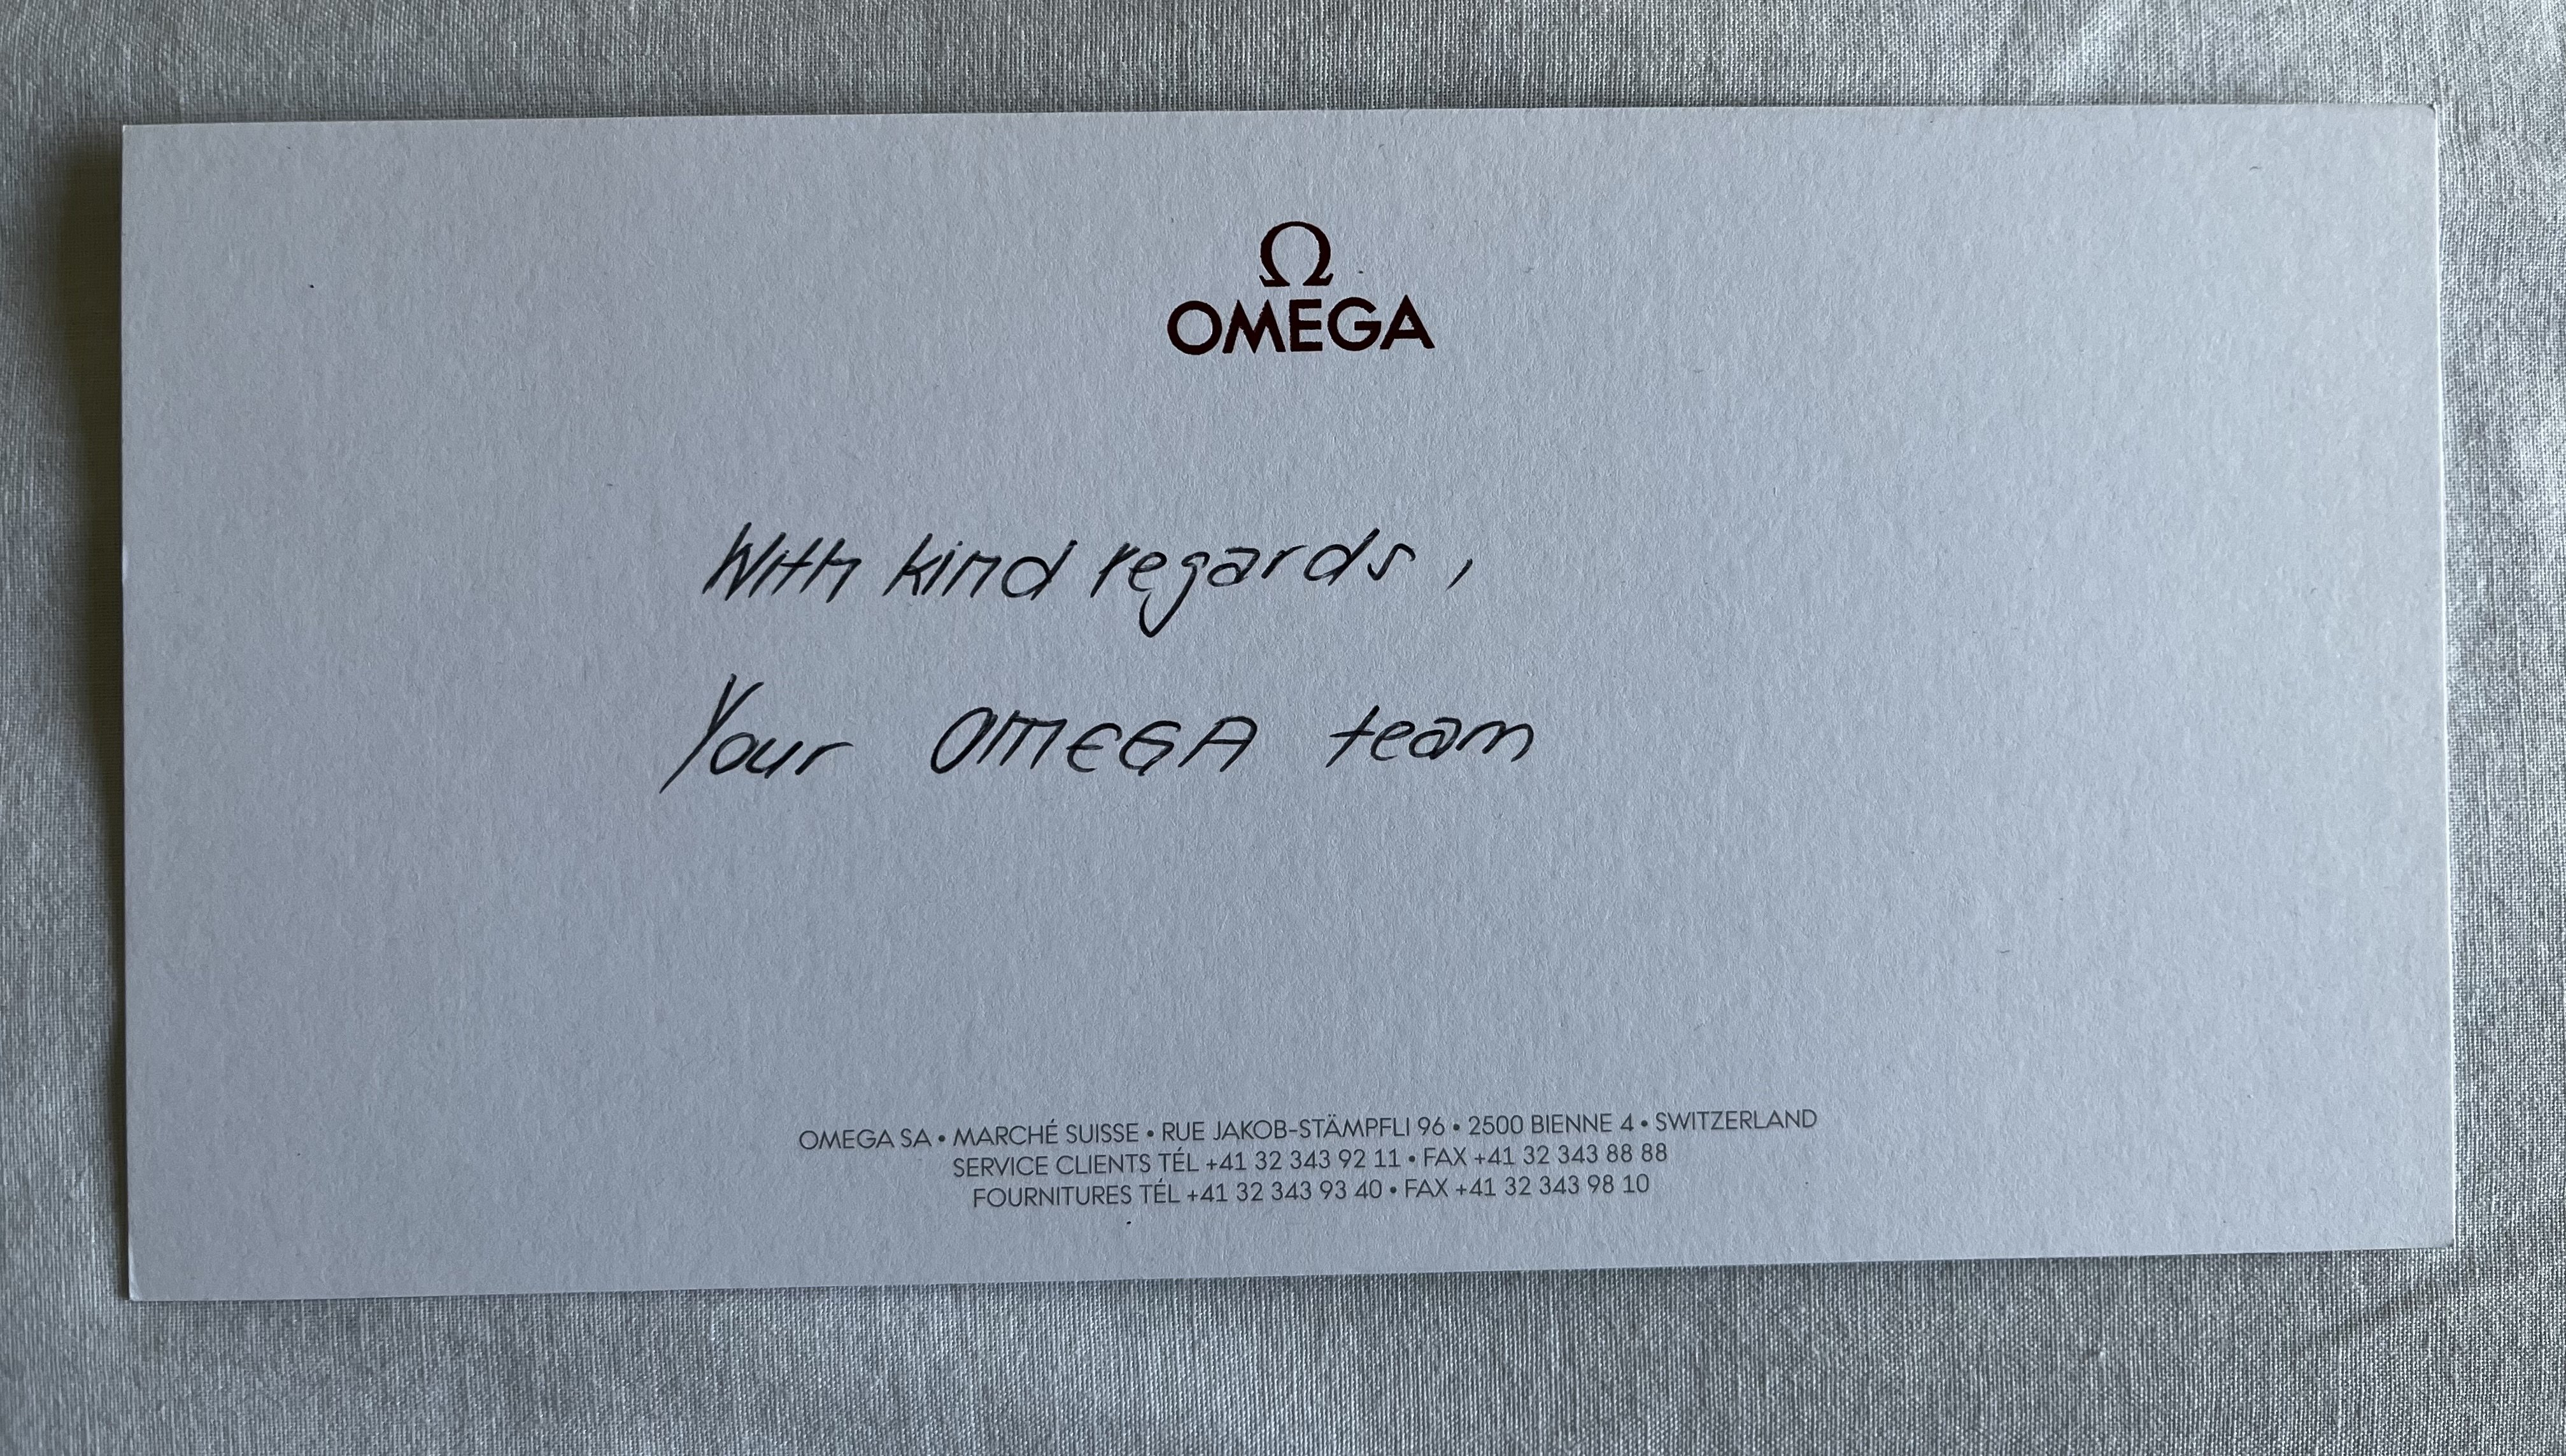 Ω
OMEGA
With kind regards,
Your OMEGA team
OMEGA SA • MARCHÉ SUISSE • RUE JAKOB-STÄMPFLI 96 • 2500 BIENNE 4 • SWITZERLAND
SERVICE CLIENTS TÉL +41 32 343 92 11 • FAX +41 32 343 88 88
FOURNITURES TÉL +41 32 343 93 40 • FAX +41 32 343 98 10